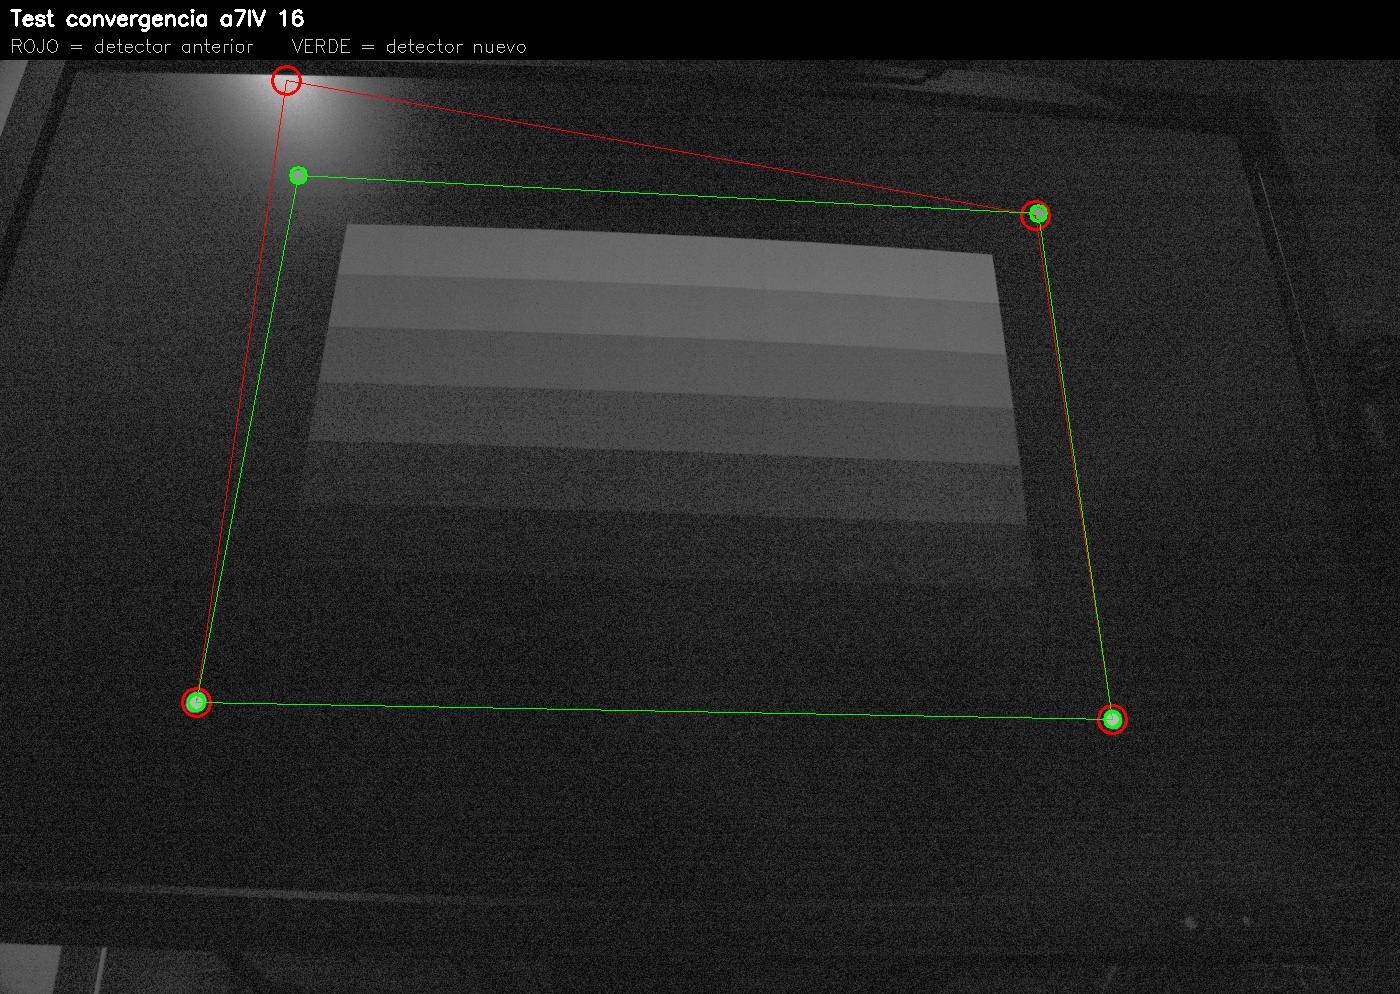 Test convergencia a7IV 16
ROJO = detector anterior VERDE = detector nuevo